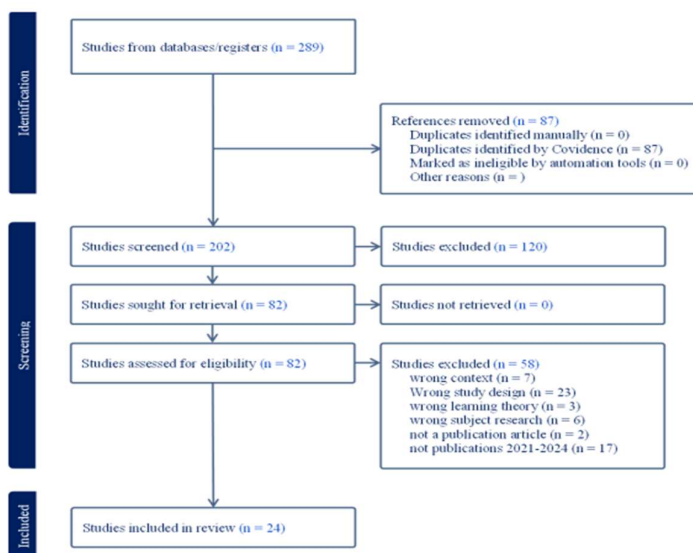 Identification
Studies from databases/registers (n = 289)
References removed (n = 87)
Duplicates identified manually (n = 0)
Duplicates identified by Covidence (n = 87)
Marked as ineligible by automation tools (n = 0)
Other reasons (n = )
Screening
Studies screened (n = 202)
Studies excluded (n = 120)
Studies sought for retrieval (n = 82)
Studies not retrieved (n = 0)
Studies assessed for eligibility (n = 82)
Studies excluded (n = 58)
wrong context (n = 7)
Wrong study design (n = 23)
wrong learning theory (n = 3)
wrong subject research (n = 6)
not a publication article (n = 2)
not publications 2021-2024 (n = 17)
Included
Studies included in review (n = 24)